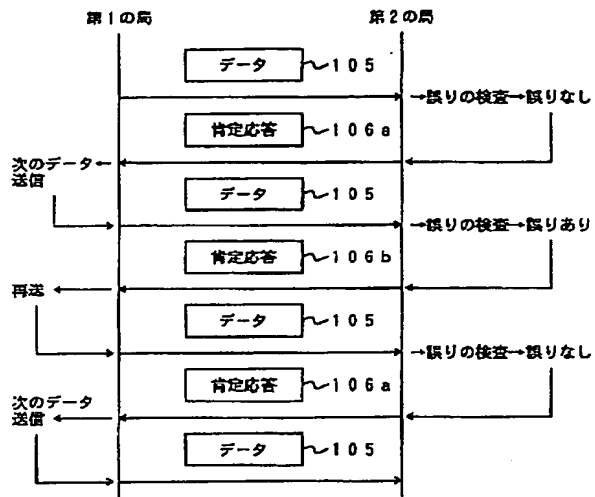 第1の局 第2の局
データ 105
→誤りの検査→誤りなし
肯定応答 106a
次のデータ←
送信
データ 105
→誤りの検査→誤りあり
肯定応答 106b
再送
データ 105
→誤りの検査→誤りなし
肯定応答 106a
次のデータ
送信
データ 105